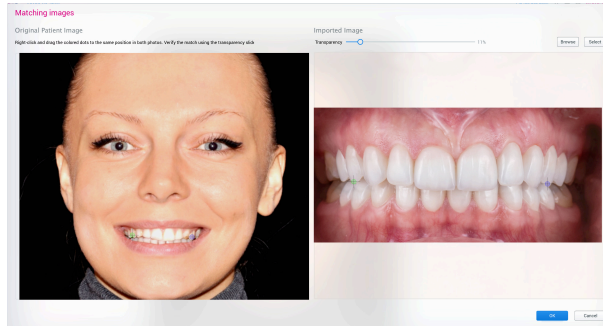 Matching images
Original Patient Image
Right-click and drag the colored dots to the same position in both photos. Verify the match using the transparency slick
Imported Image
Transparency
11%
Browse
Select
OK
Cancel